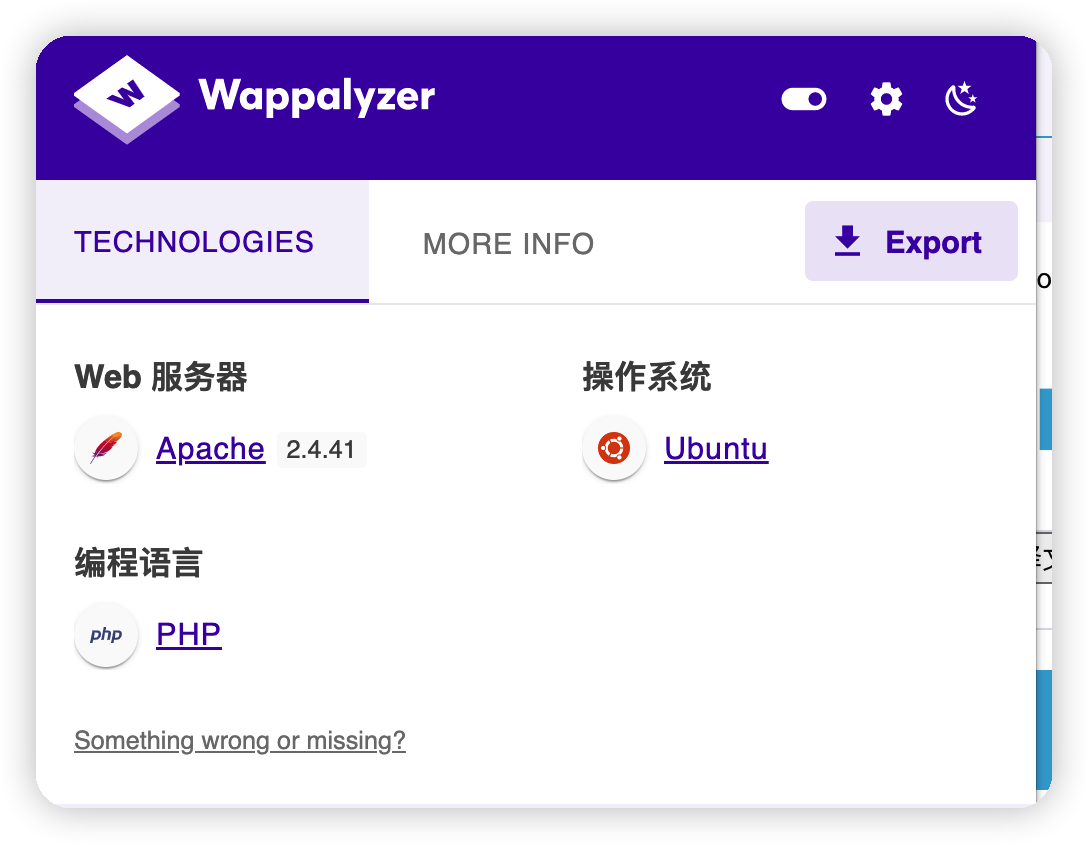 W Wappalyzer
TECHNOLOGIES
MORE INFO
Export
Web 服务器
Apache 2.4.41
操作系统
Ubuntu
编程语言
php PHP
Something wrong or missing?